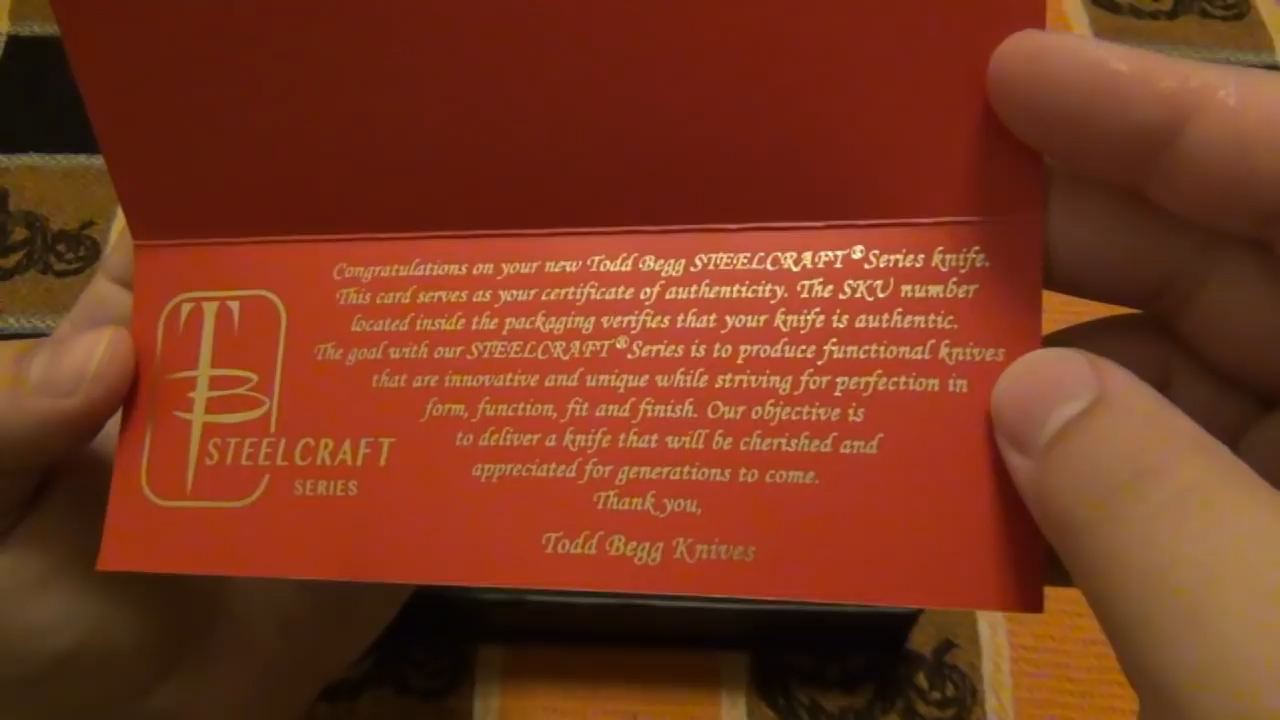 Congratulations on your new Todd Begg STEELCRAFT® Series knife.
This card serves as your certificate of authenticity. The SKU number
located inside the packaging verifies that your knife is authentic.
The goal with our STEELCRAFT® Series is to produce functional knives
that are innovative and unique while striving for perfection in
form, function, fit and finish. Our objective is
to deliver a knife that will be cherished and
appreciated for generations to come.
Thank you,
Todd Begg Knives
TB
STEELCRAFT
SERIES